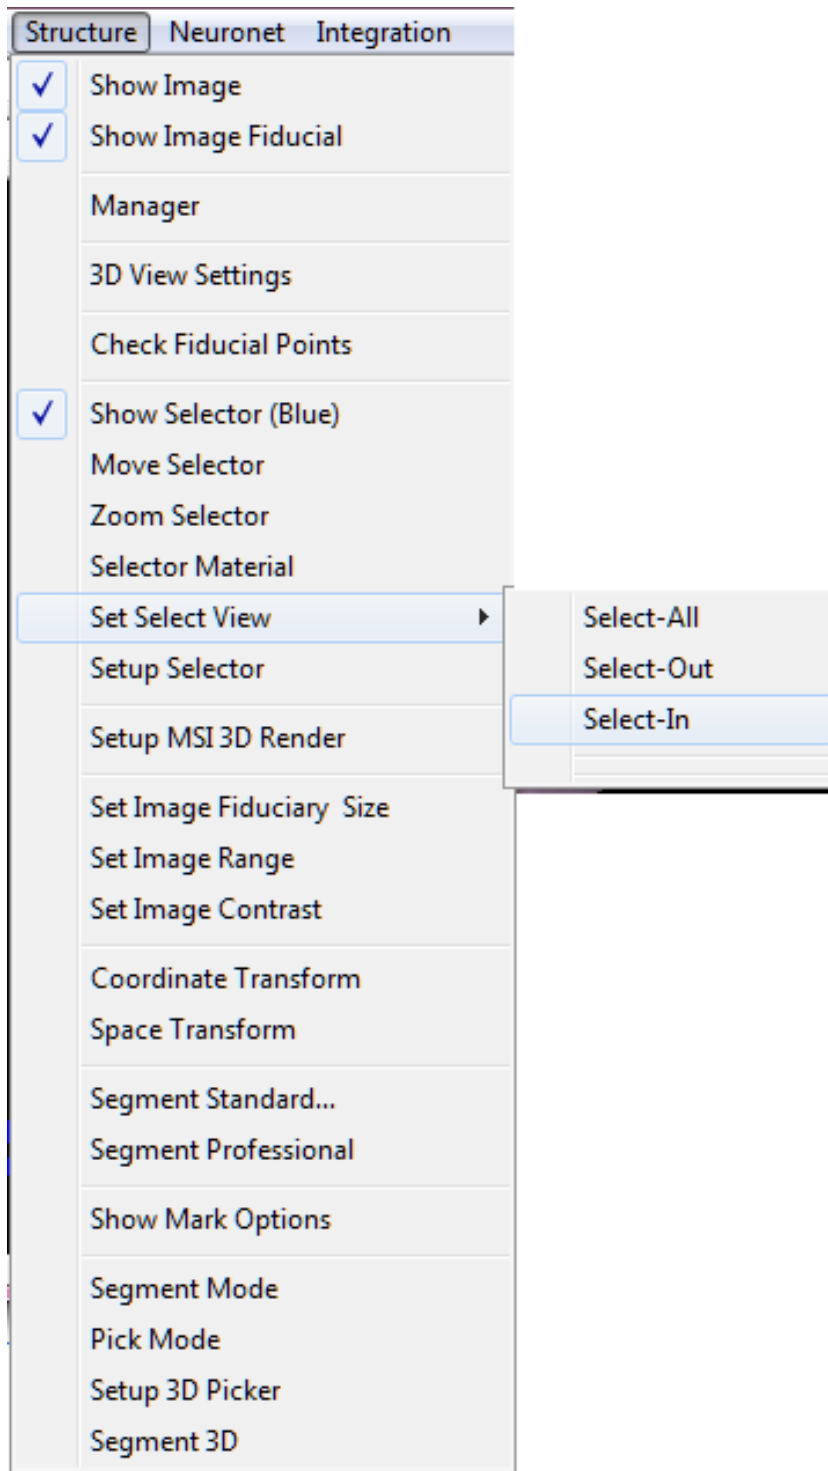 Structure Neuronet Integration
Show Image
Show Image Fiducial
Manager
3D View Settings
Check Fiducial Points
Show Selector (Blue)
Move Selector
Zoom Selector
Selector Material
Set Select View
Select-All
Setup Selector
Select-Out
Select-In
Setup MSI 3D Render
Set Image Fiduciary  Size
Set Image Range
Set Image Contrast
Coordinate Transform
Space Transform
Segment Standard...
Segment Professional
Show Mark Options
Segment Mode
Pick Mode
Setup 3D Picker
Segment 3D